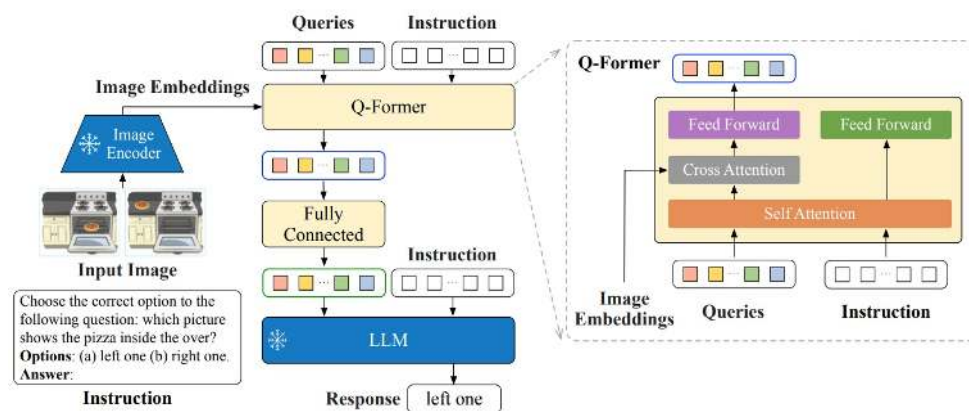 Queries
Instruction
Image Embeddings
Q-Former
Image
Encoder
Input Image
Fully
Connected
Instruction
LLM
Response
left one
Choose the correct option to the
following question: which picture
shows the pizza inside the over?
Options: (a) left one (b) right one.
Answer:
Instruction
Q-Former
Feed Forward
Feed Forward
Cross Attention
Self Attention
Image
Embeddings
Queries
Instruction